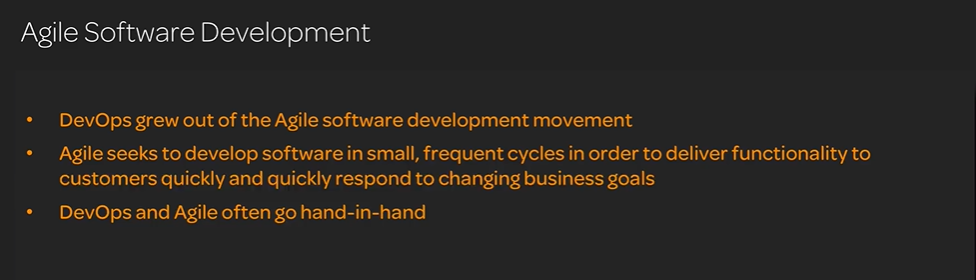 Agile Software Development
• DevOps grew out of the Agile software development movement
• Agile seeks to develop software in small, frequent cycles in order to deliver functionality to
customers quickly and quickly respond to changing business goals
• DevOps and Agile often go hand-in-hand